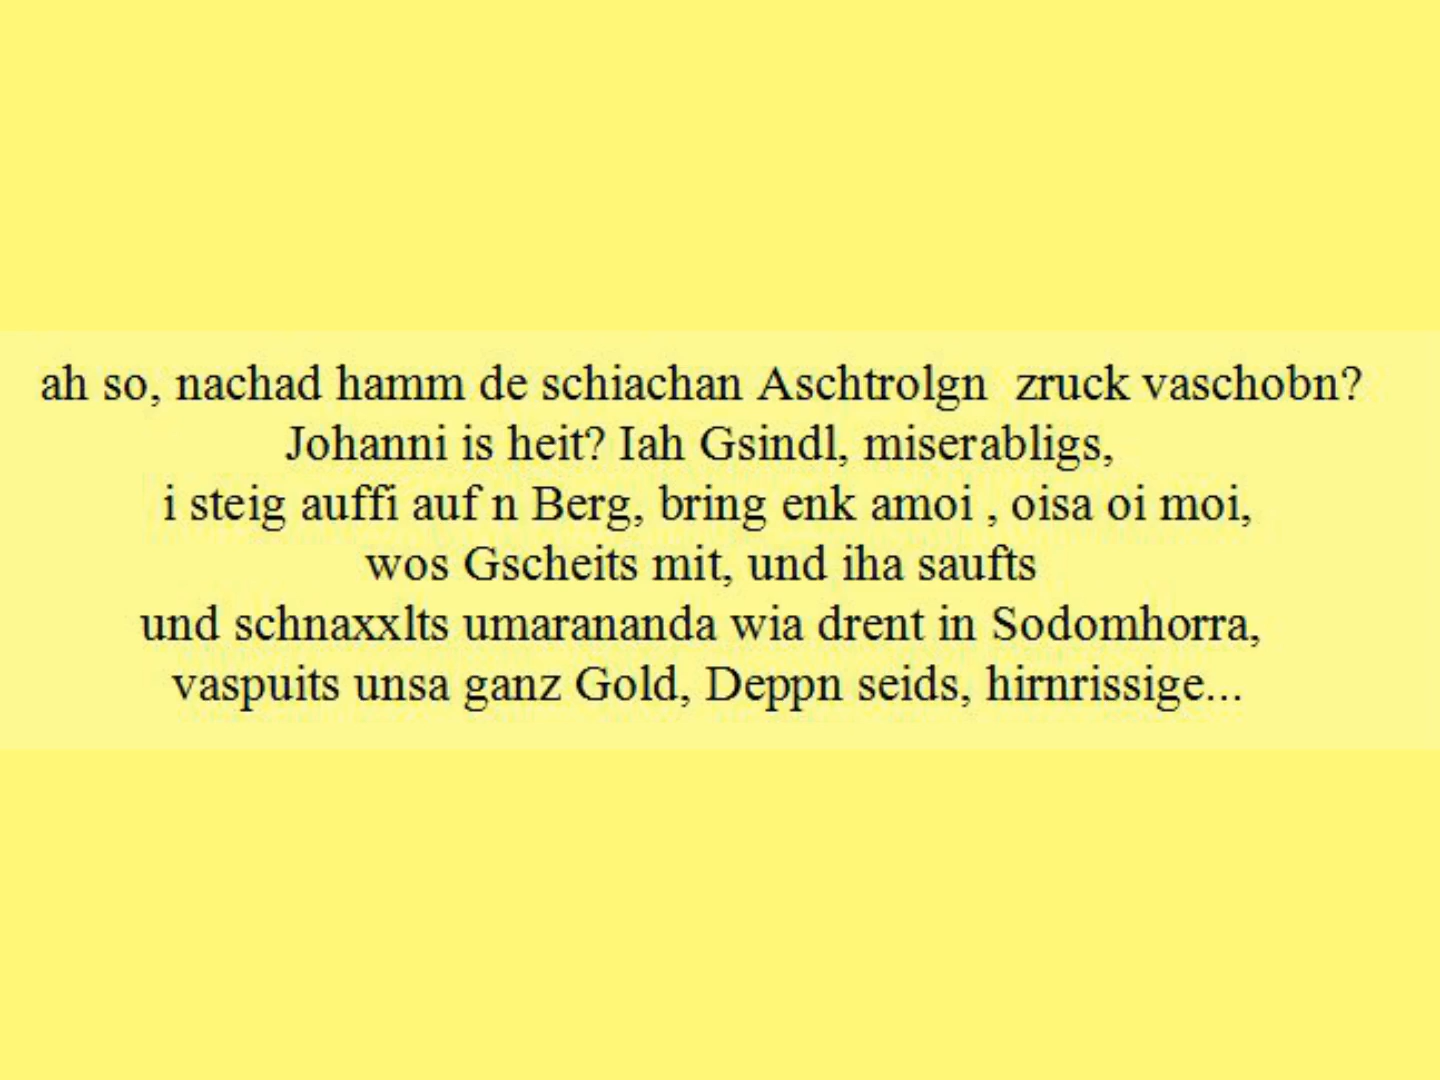 ah so, nachad hamm de schiachan Aschtrolgn  zruck vaschobn?
Johanni is heit? Iah Gsindl, miserabligs,
i steig auffi auf n Berg, bring enk amoi , oisa oi moi,
wos Gscheits mit, und iha saufts
und schnaxxlts umarananda wia drent in Sodomhorra,
vaspuits unsa ganz Gold, Deppn seids, hirnrissige...